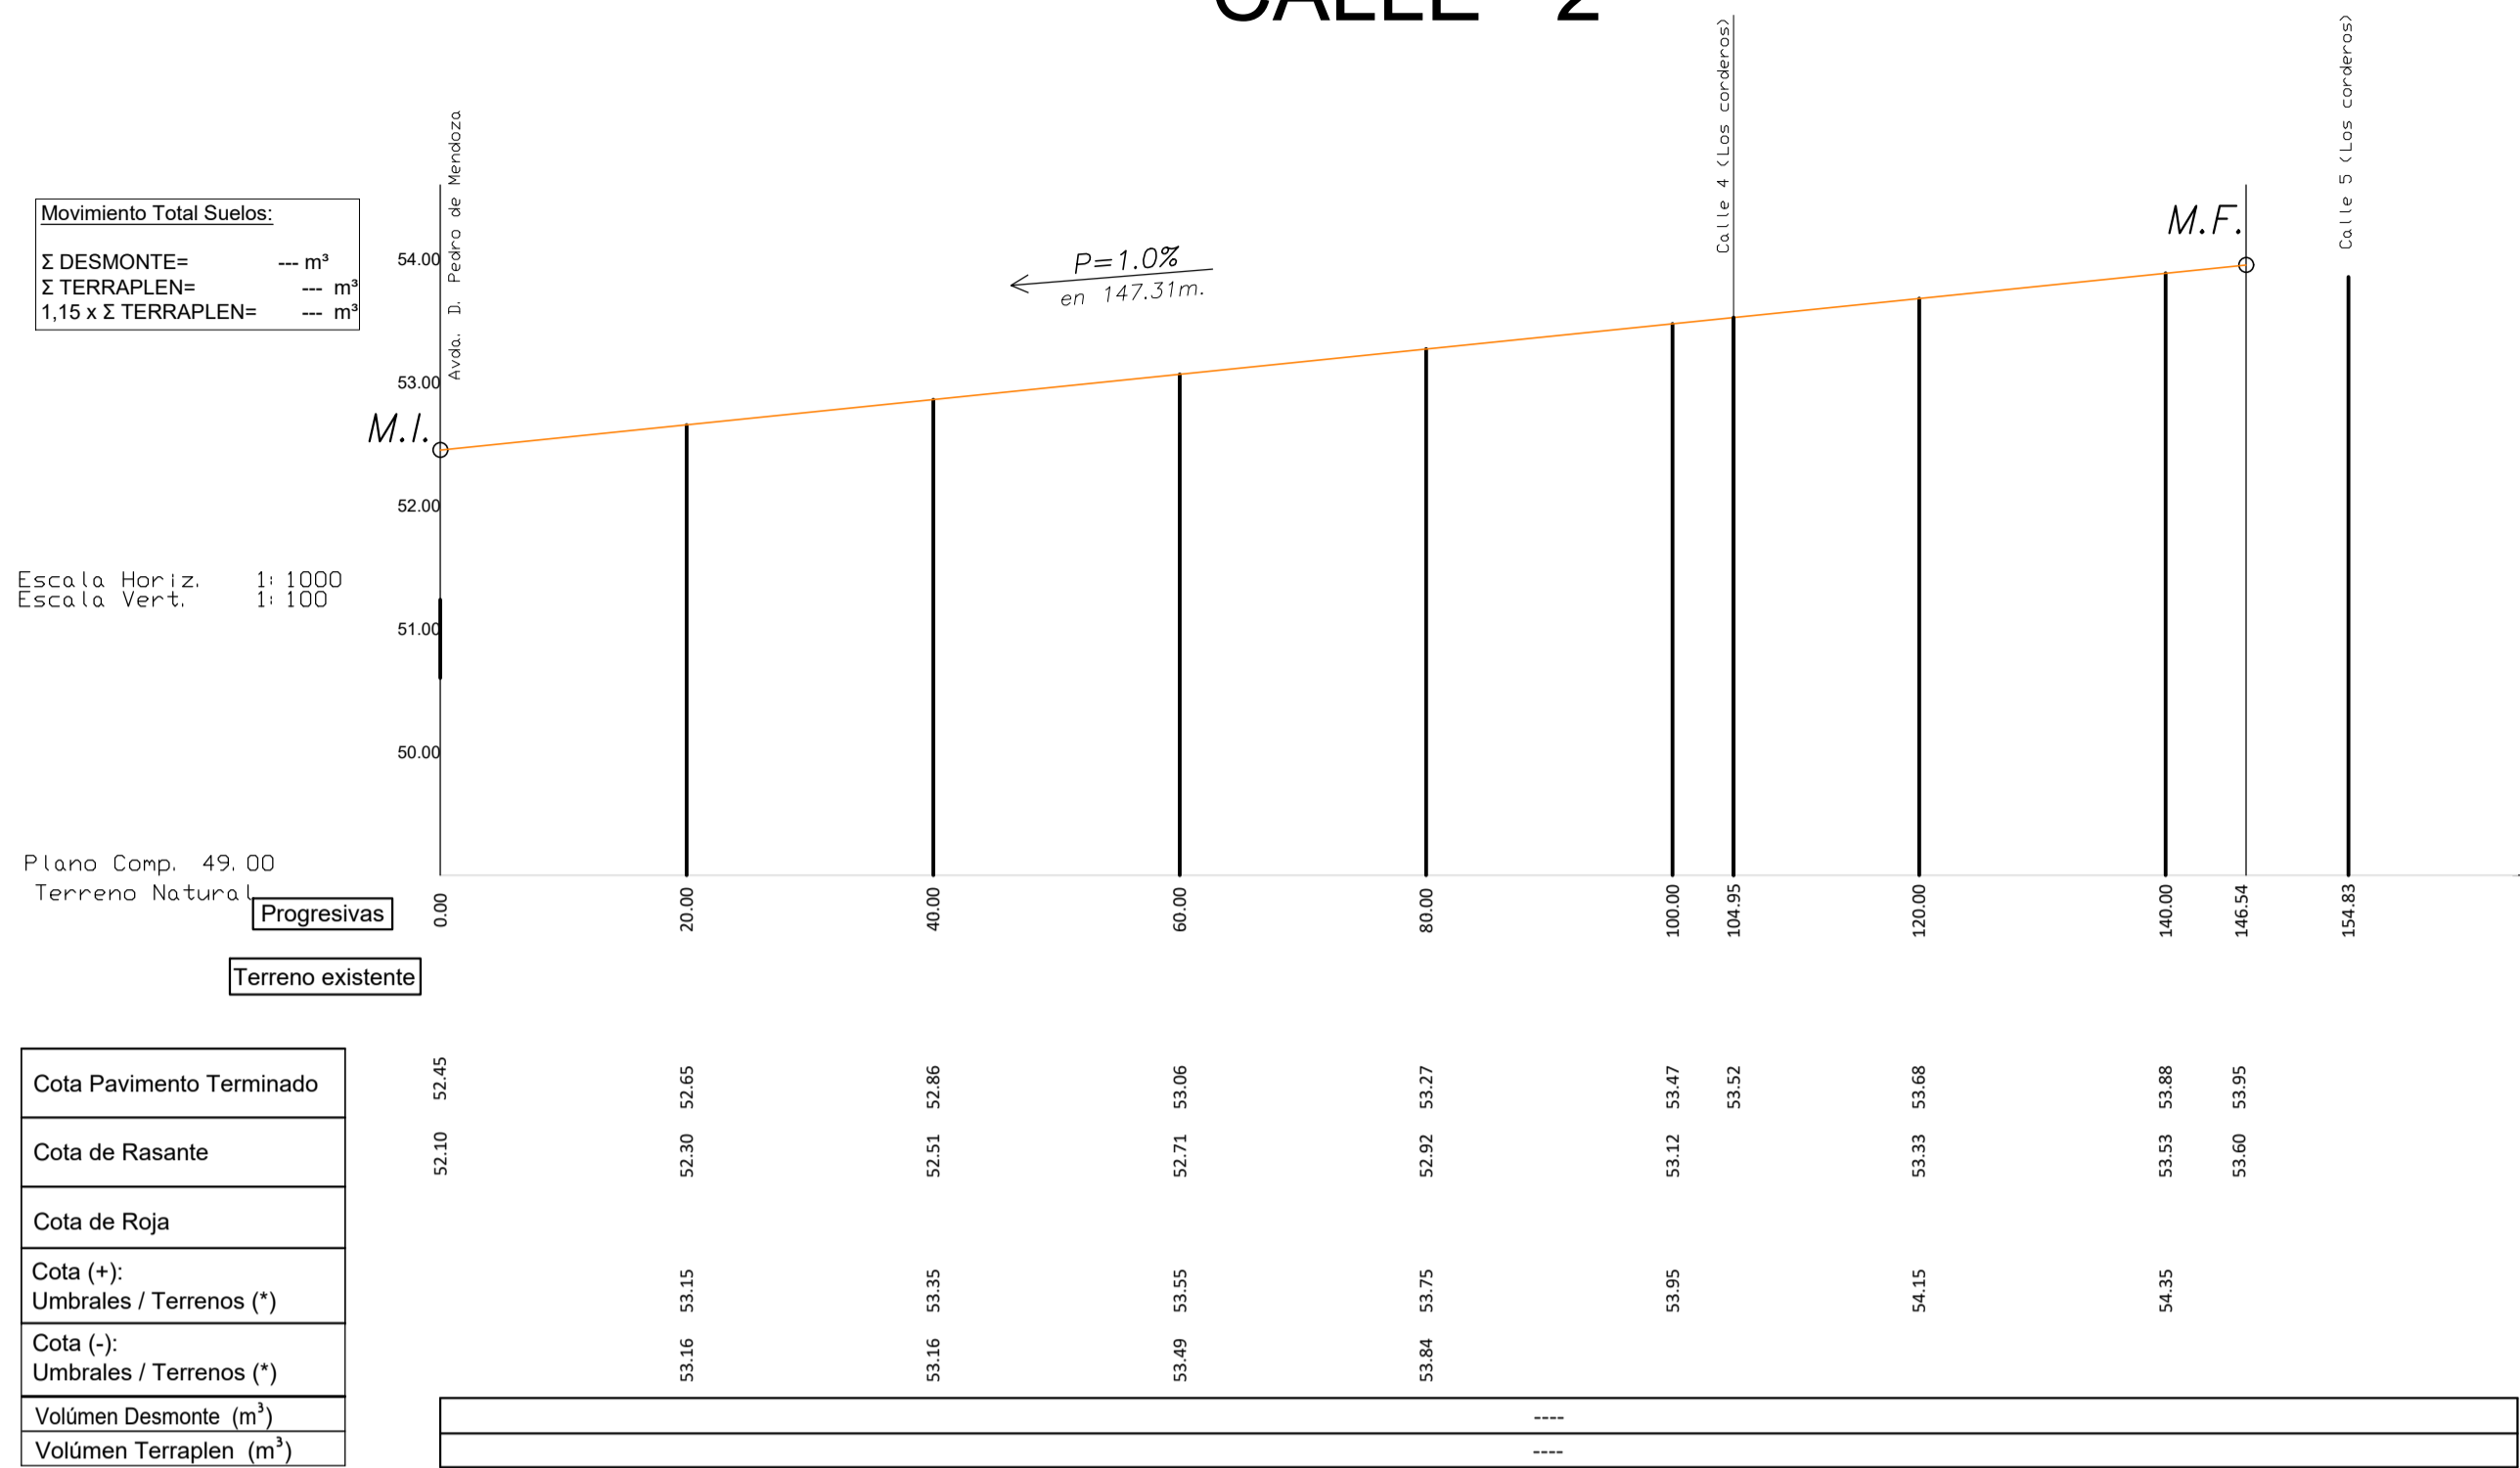 CALLE 2
Calle 4 (Los corderos)
Calle 5 (Los corderos)
Avda. D. Pedro de Mendoza
Movimiento Total Suelos:
Σ DESMONTE= --- m³
Σ TERRAPLEN= --- m³
1,15 x Σ TERRAPLEN= --- m³
M.F.
P=1.0%
en 147.31m.
54.00
53.00
M.I.
52.00
Escala Horiz. 1: 1000
Escala Vert. 1: 100
51.00
50.00
Plano Comp. 49.00
Terreno Natural
Progresivas 0.00 20.00 40.00 60.00 80.00 100.00 104.95 120.00 140.00 146.54 154.83
Terreno existente
Cota Pavimento Terminado 52.45 52.65 52.86 53.06 53.27 53.47 53.52 53.68 53.88 53.95
Cota de Rasante 52.10 52.30 52.51 52.71 52.92 53.12 53.33 53.53 53.60
Cota de Roja
Cota (+):
Umbrales / Terrenos (*) 53.15 53.35 53.55 53.75 53.95 54.15 54.35
Cota (-):
Umbrales / Terrenos (*) 53.16 53.16 53.49 53.84
Volúmen Desmonte (m³) ----
Volúmen Terraplen (m³) ----